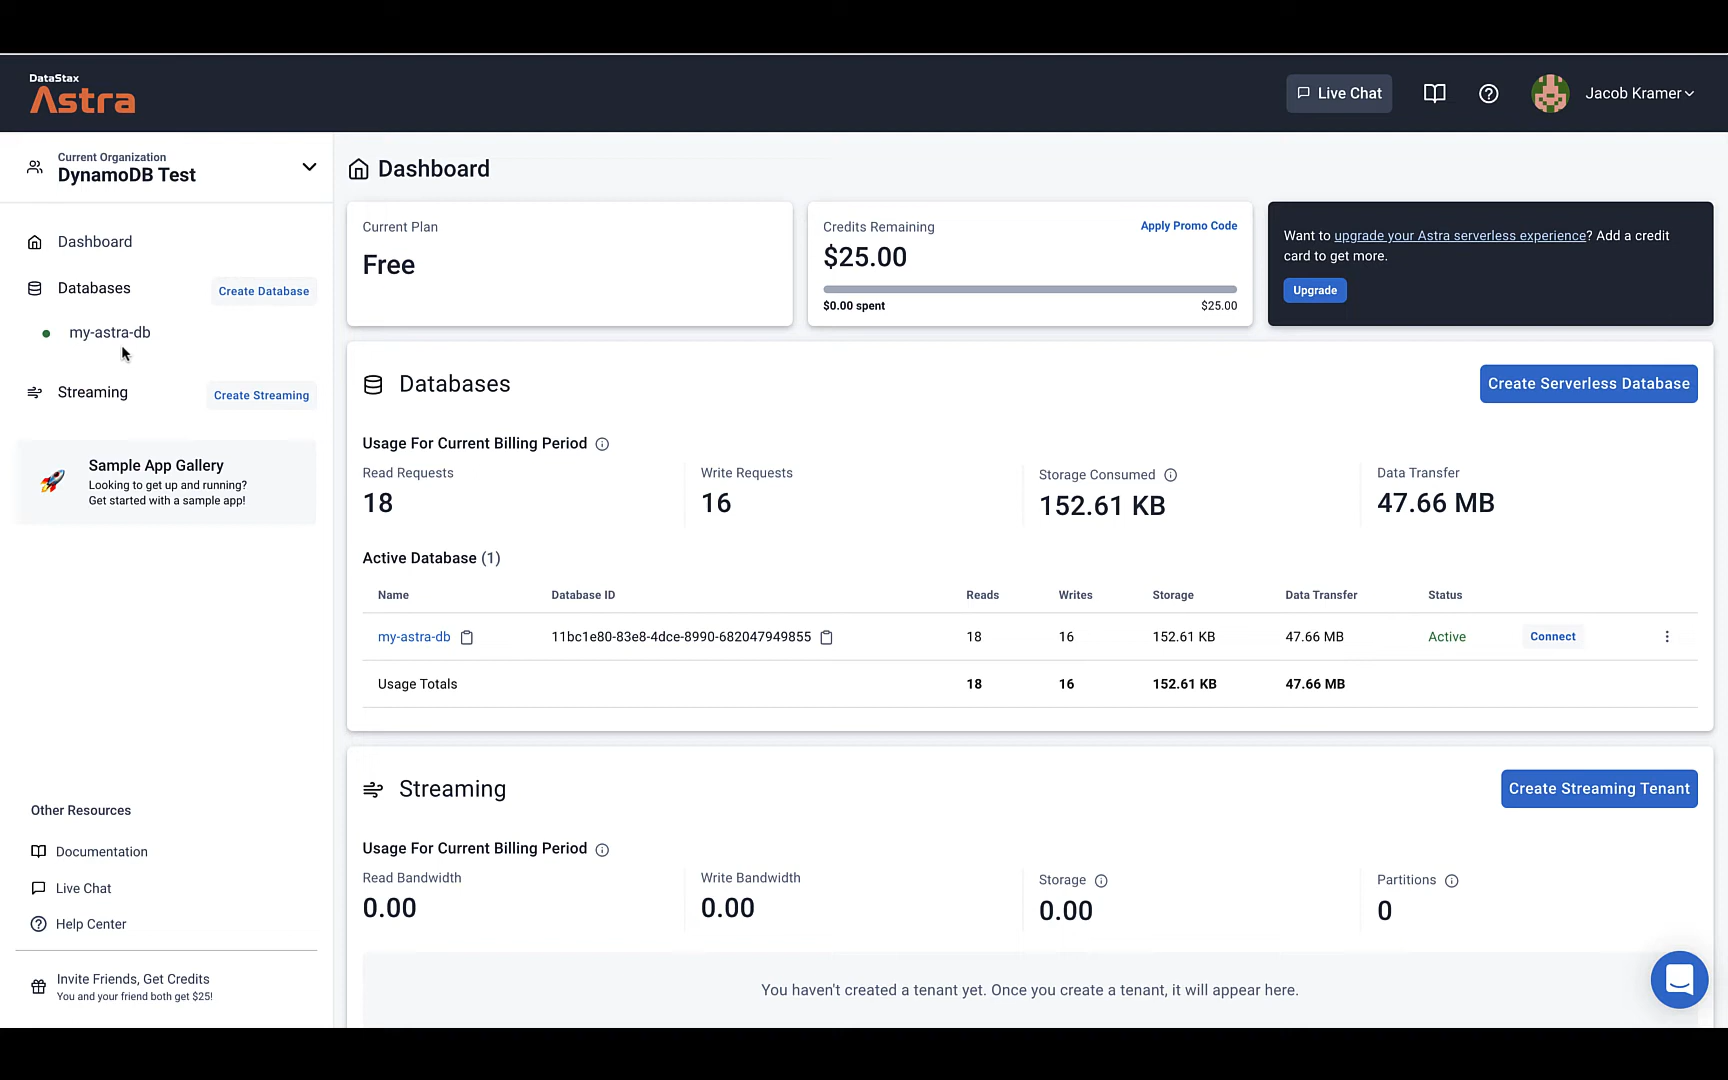 DataStax
Astra
Live Chat
Jacob Kramer
Current Organization
DynamoDB Test
Dashboard
Databases
Create Database
my-astra-db
Streaming
Create Streaming
Sample App Gallery
Looking to get up and running?
Get started with a sample app!
Other Resources
Documentation
Live Chat
Help Center
Invite Friends, Get Credits
You and your friend both get $25!
Dashboard
Current Plan
Free
Credits Remaining
Apply Promo Code
$25.00
$0.00 spent
$25.00
Want to upgrade your Astra serverless experience? Add a credit
card to get more.
Upgrade
Databases
Create Serverless Database
Usage For Current Billing Period
Read Requests
18
Write Requests
16
Storage Consumed
152.61 KB
Data Transfer
47.66 MB
Active Database (1)
Name Database ID Reads Writes Storage Data Transfer Status
my-astra-db 11bc1e80-83e8-4dce-8990-682047949855 18 16 152.61 KB 47.66 MB Active Connect
Usage Totals 18 16 152.61 KB 47.66 MB
Streaming
Create Streaming Tenant
Usage For Current Billing Period
Read Bandwidth
0.00
Write Bandwidth
0.00
Storage
0.00
Partitions
0
You haven't created a tenant yet. Once you create a tenant, it will appear here.